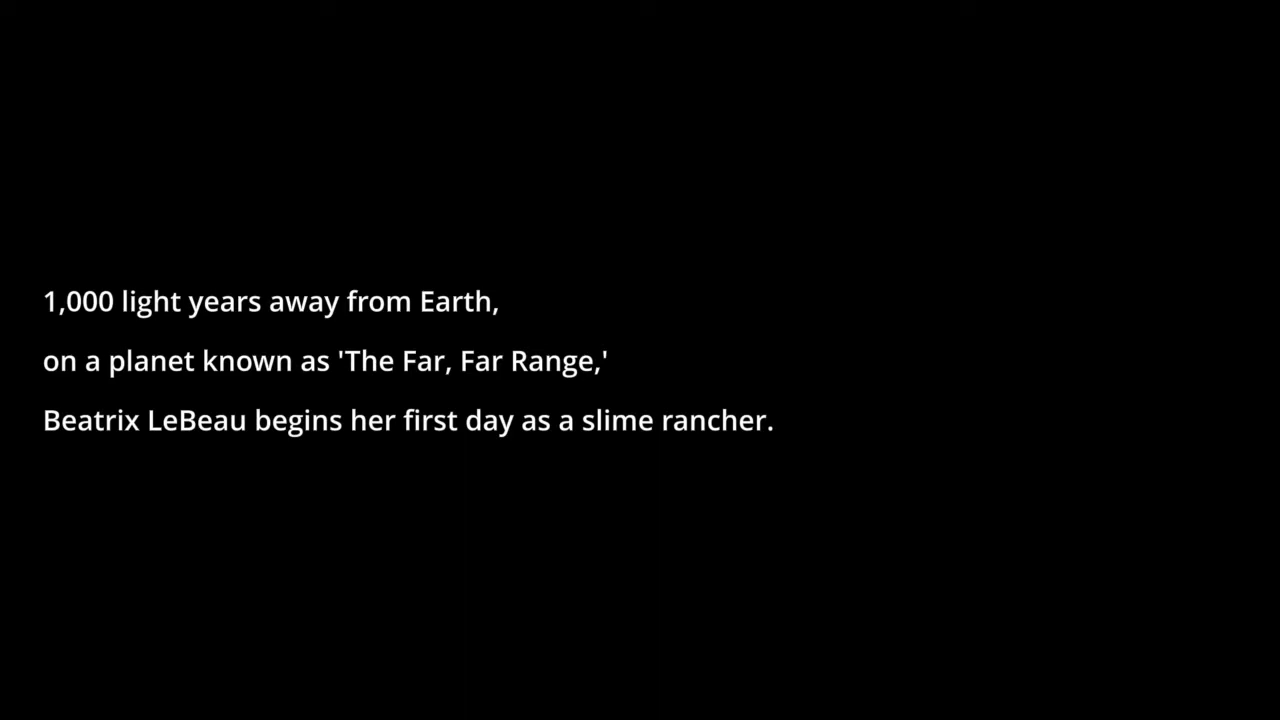 1,000 light years away from Earth,
on a planet known as 'The Far, Far Range,'
Beatrix LeBeau begins her first day as a slime rancher.